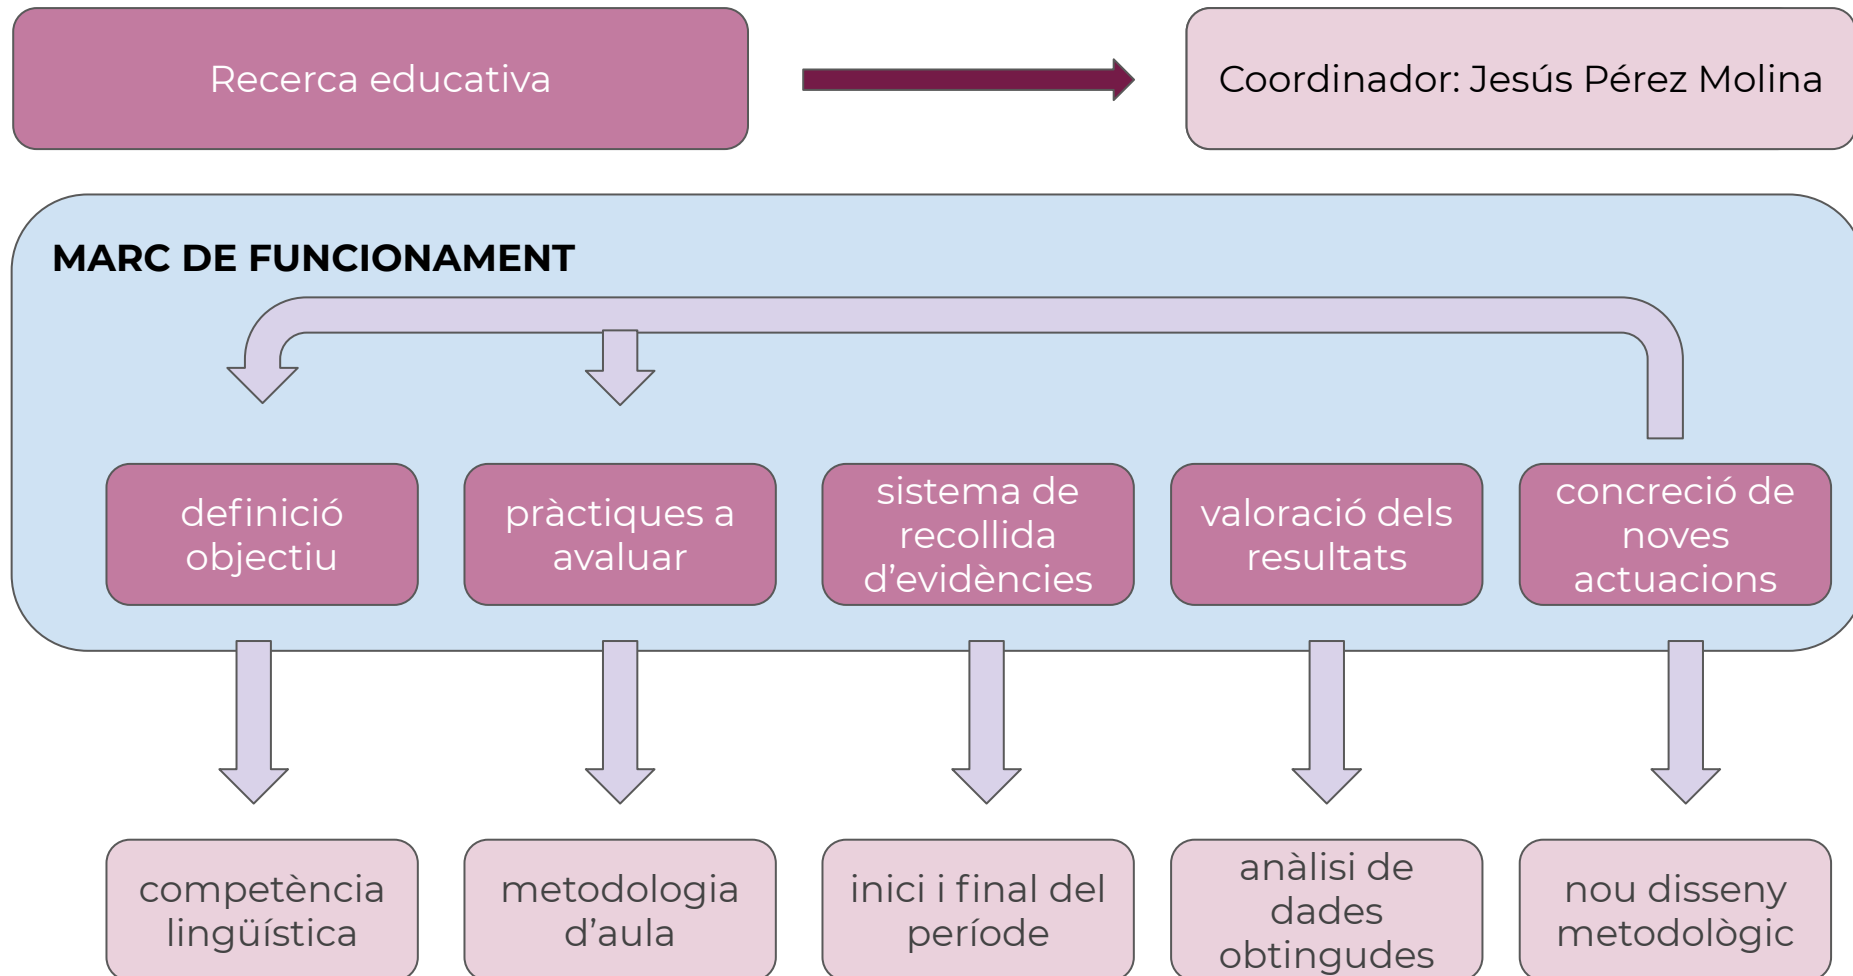 Recerca educativa
Coordinador: Jesús Pérez Molina
MARC DE FUNCIONAMENT
definició
objectiu
pràctiques a
avaluar
sistema de
recollida
d’evidències
valoració dels
resultats
concreció de
noves
actuacions
competència
lingüística
metodologia
d’aula
inici i final del
període
anàlisi de
dades
obtingudes
nou disseny
metodològic